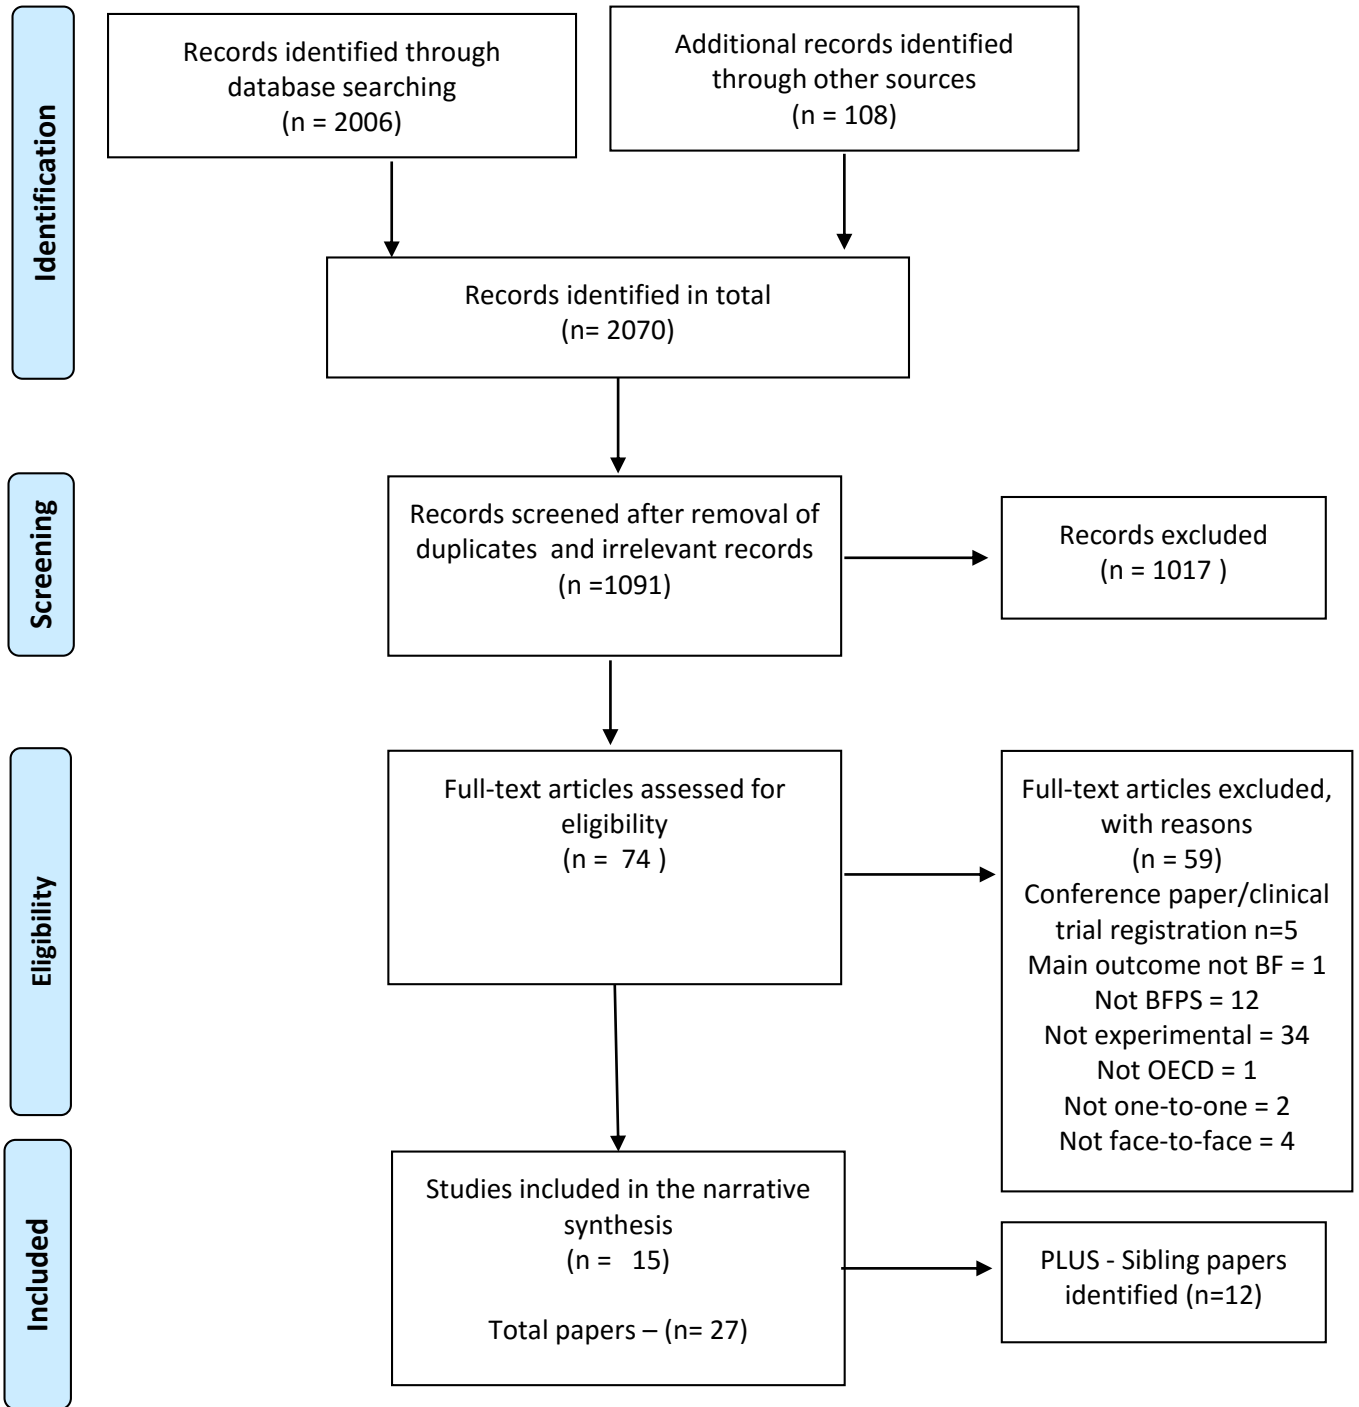 Identification
Records identified through
database searching
(n = 2006)
Additional records identified
through other sources
(n = 108)
Records identified in total
(n= 2070)
Screening
Records screened after removal of
duplicates  and irrelevant records
(n =1091)
Records excluded
(n = 1017 )
Eligibility
Full-text articles assessed for
eligibility
(n =  74 )
Full-text articles excluded,
with reasons
(n = 59)
Conference paper/clinical
trial registration n=5
Main outcome not BF = 1
Not BFPS = 12
Not experimental = 34
Not OECD = 1
Not one-to-one = 2
Not face-to-face = 4
Included
Studies included in the narrative
synthesis
(n =   15)
Total papers – (n= 27)
PLUS - Sibling papers
identified (n=12)